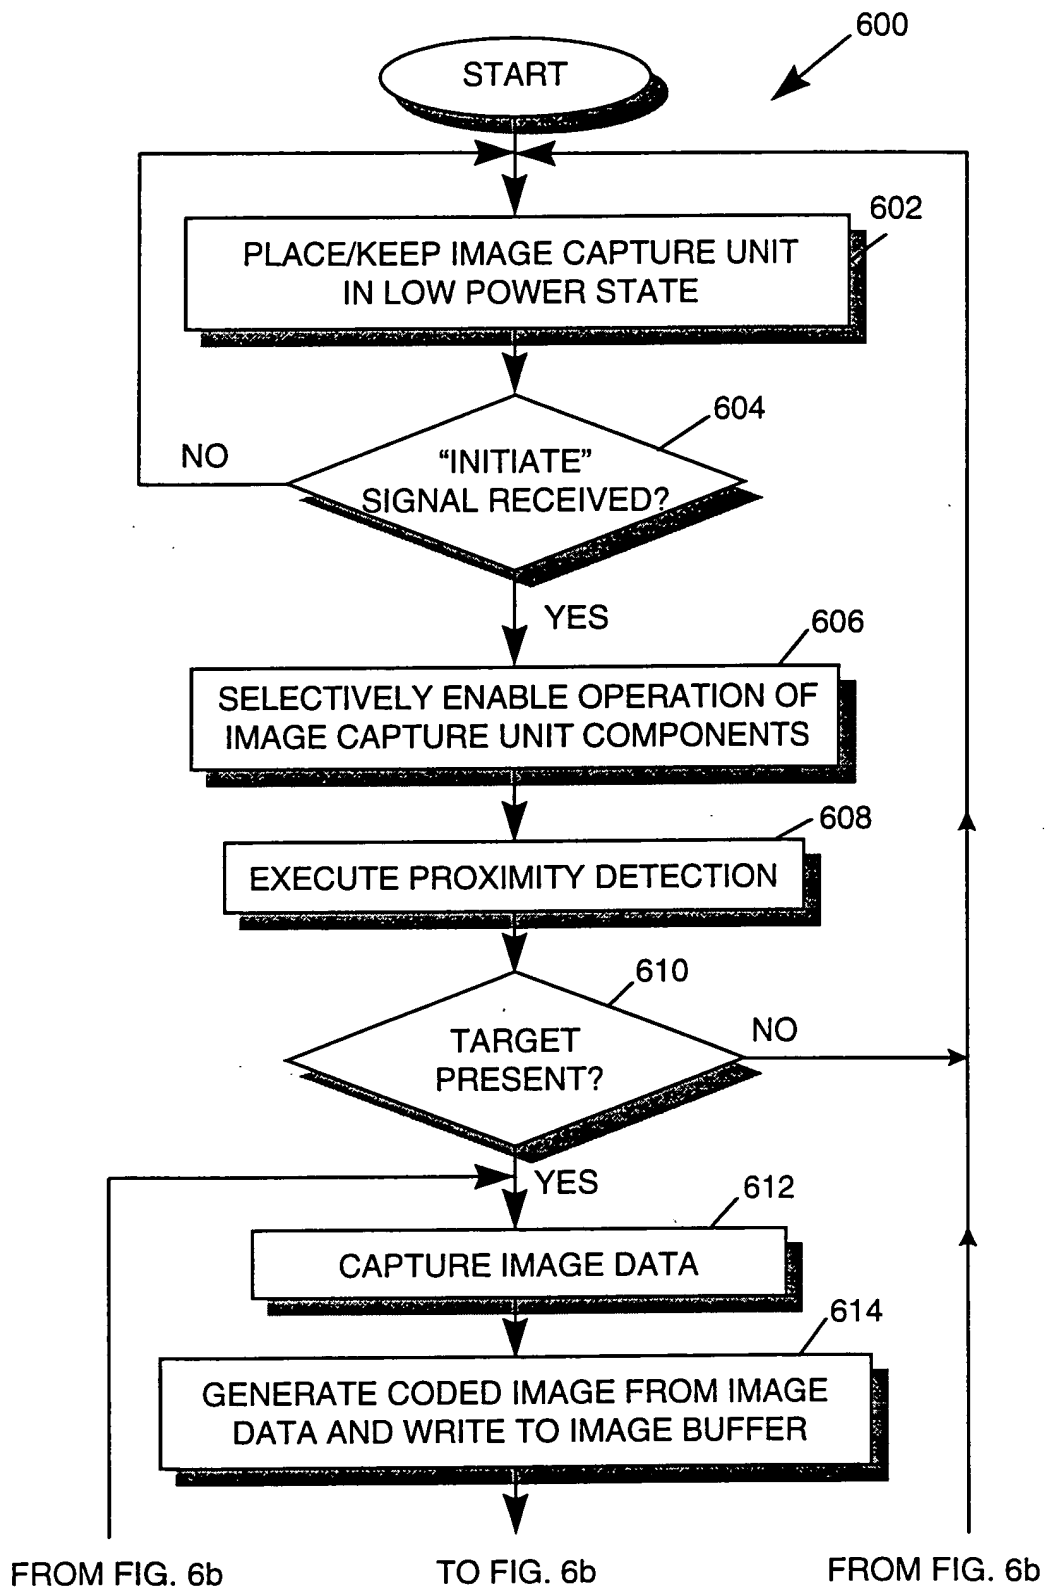 600
START
602
PLACE/KEEP IMAGE CAPTURE UNIT
IN LOW POWER STATE
604
NO
“INITIATE”
SIGNAL RECEIVED?
YES
606
SELECTIVELY ENABLE OPERATION OF
IMAGE CAPTURE UNIT COMPONENTS
608
EXECUTE PROXIMITY DETECTION
610
NO
TARGET
PRESENT?
YES
612
CAPTURE IMAGE DATA
614
GENERATE CODED IMAGE FROM IMAGE
DATA AND WRITE TO IMAGE BUFFER
FROM FIG. 6b
TO FIG. 6b
FROM FIG. 6b